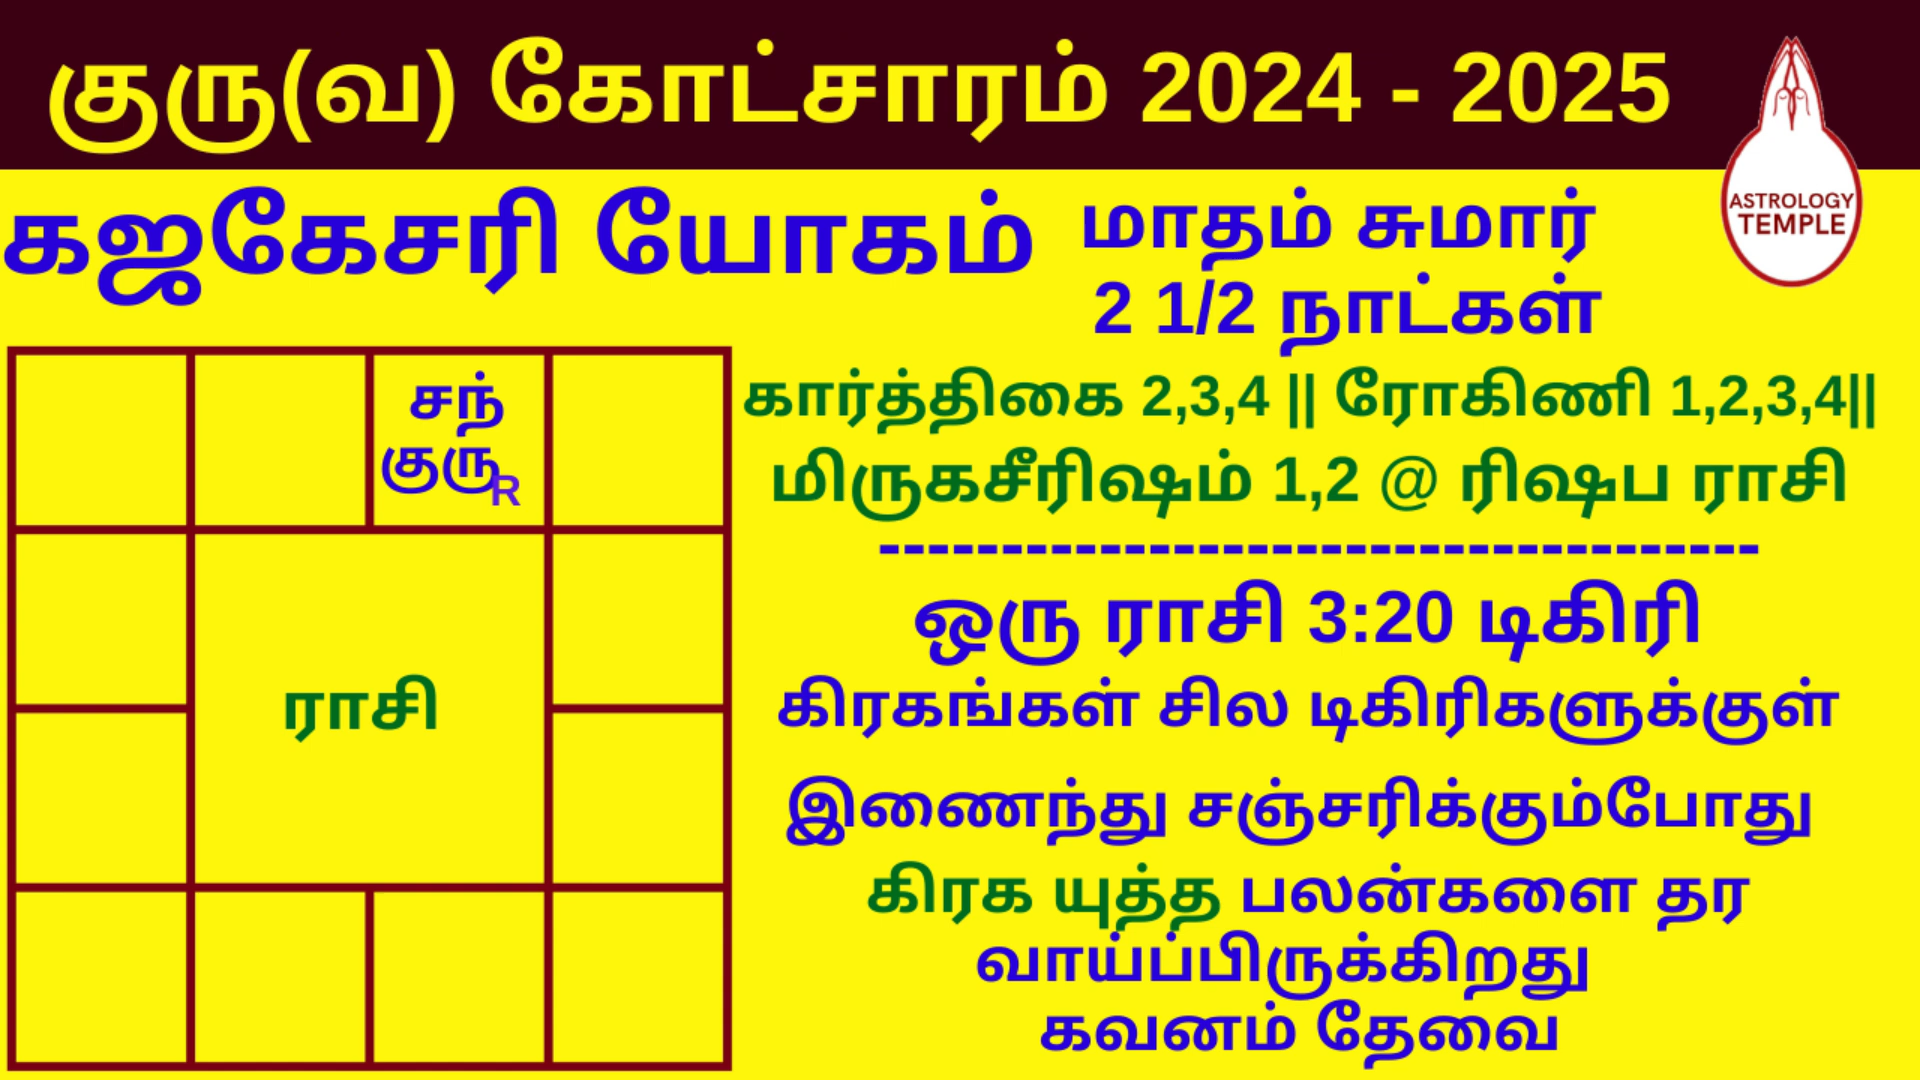 குரு(வ) கோட்சாரம் 2024 - 2025
ASTROLOGY
TEMPLE
கஜகேசரி யோகம்
மாதம் சுமார்
2 1/2 நாட்கள்
சந்
குரு R
ராசி
கார்த்திகை 2,3,4 || ரோகிணி 1,2,3,4||
மிருகசீரிஷம் 1,2 @ ரிஷப ராசி
------------------------------------
ஒரு ராசி 3:20 டிகிரி
கிரகங்கள் சில டிகிரிகளுக்குள்
இணைந்து சஞ்சரிக்கும்போது
கிரக யுத்த பலன்களை தர
வாய்ப்பிருக்கிறது
கவனம் தேவை